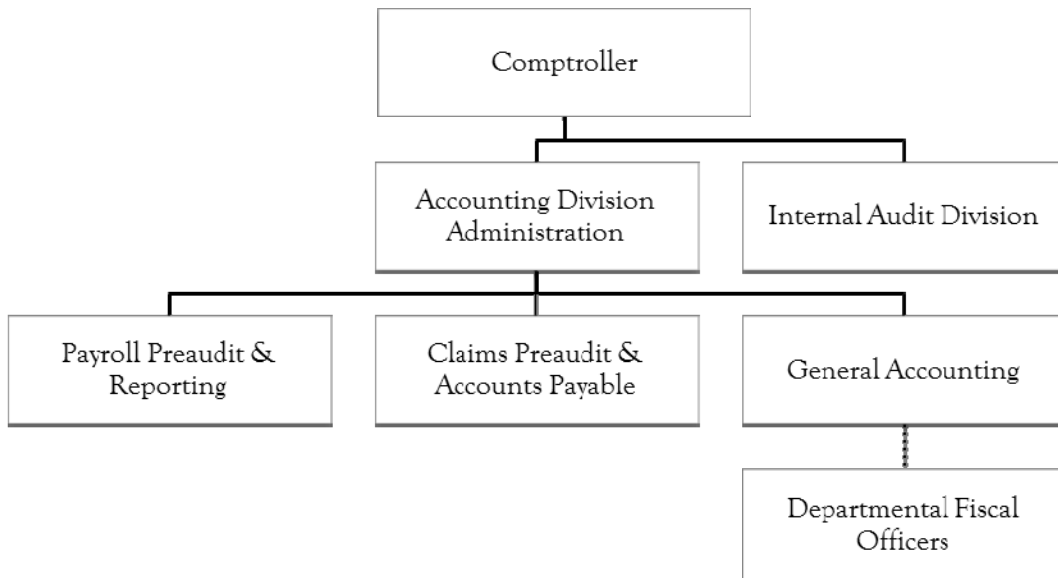 Comptroller
Accounting Division
Administration
Internal Audit Division
Payroll Preaudit &
Reporting
Claims Preaudit &
Accounts Payable
General Accounting
Departmental Fiscal
Officers